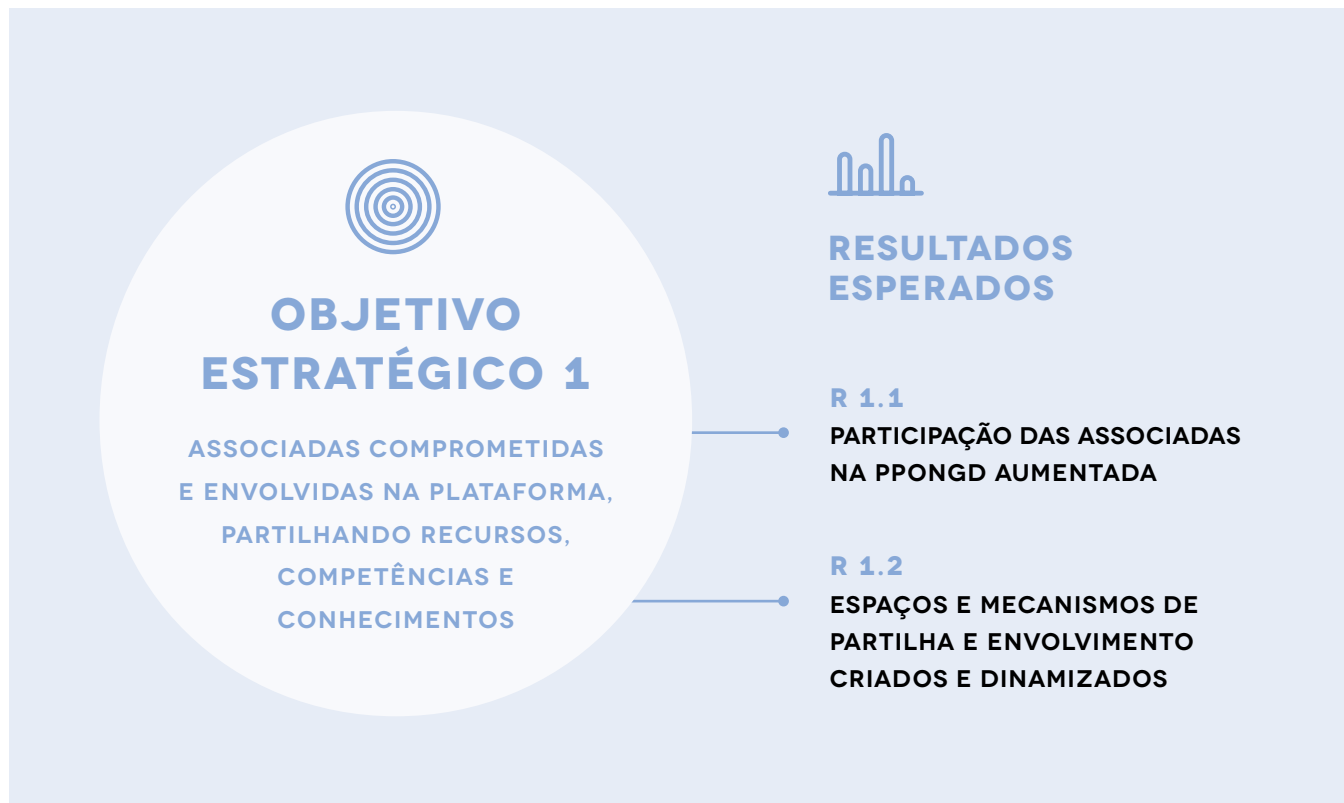 OBJETIVO
ESTRATÉGICO 1
ASSOCIADAS COMPROMETIDAS
E ENVOLVIDAS NA PLATAFORMA,
PARTILHANDO RECURSOS,
COMPETÊNCIAS E
CONHECIMENTOS
RESULTADOS
ESPERADOS
R 1.1
PARTICIPAÇÃO DAS ASSOCIADAS
NA PPONGD AUMENTADA
R 1.2
ESPAÇOS E MECANISMOS DE
PARTILHA E ENVOLVIMENTO
CRIADOS E DINAMIZADOS